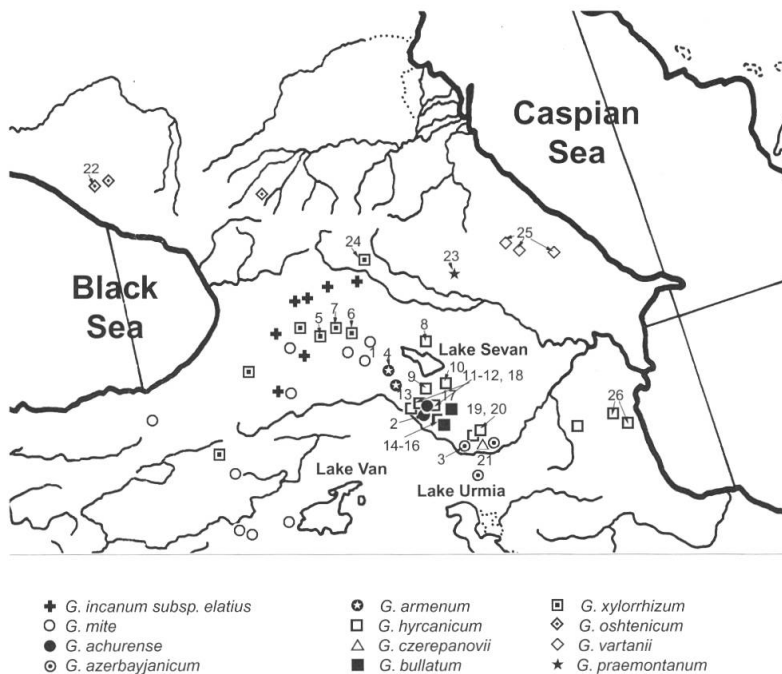 Caspian
Sea
22
25
24
23
Black
Sea
5
7
6
1
8
4
Lake Sevan
9
10
11-12, 18
13
17
2
19, 20
26
14-16
3
21
Lake Van
Lake Urmia
G. incanum subsp. elatius
G. mite
G. achurense
G. azerbayjanicum
G. armenum
G. hyrcanicum
G. czerepanovii
G. bullatum
G. xylorrhizum
G. oshtenicum
G. vartanii
G. praemontanum